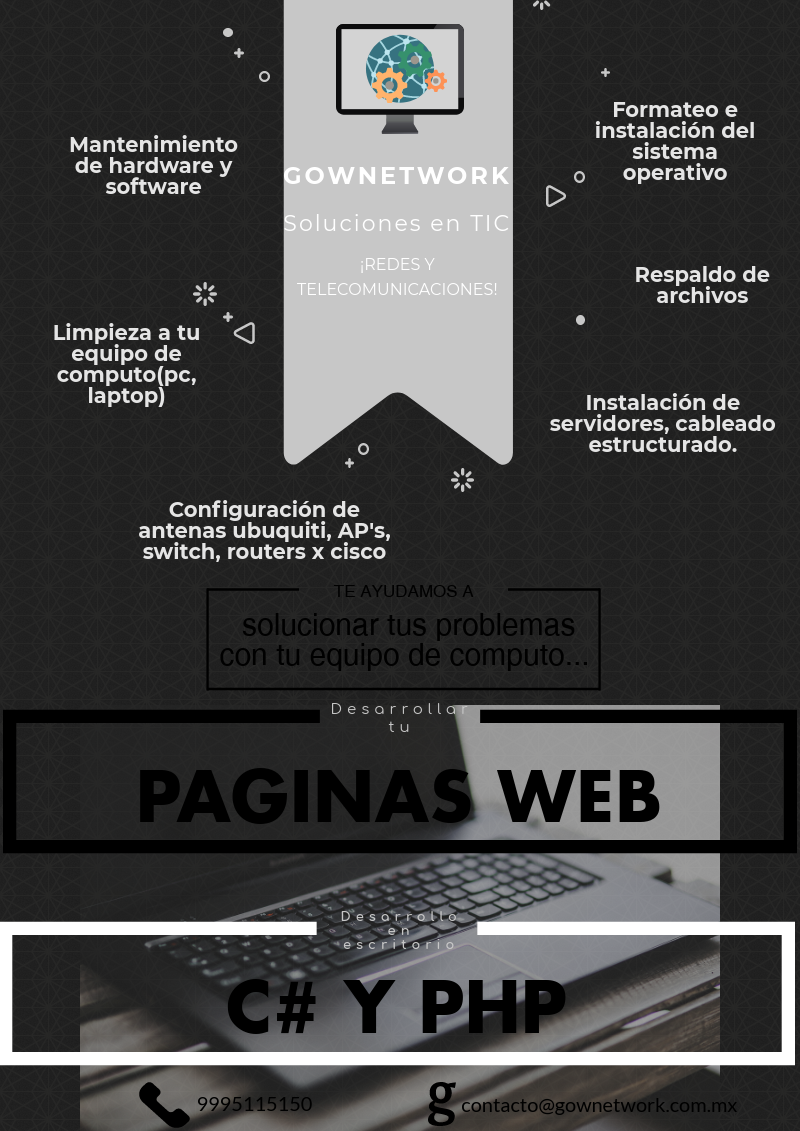 GOWNETWORK
Soluciones en TIC
¡REDES Y
TELECOMUNICACIONES!
Mantenimiento
de hardware y
software
Formateo e
instalación del
sistema
operativo
Respaldo de
archivos
Limpieza a tu
equipo de
computo(pc,
laptop)
Instalación de
servidores, cableado
estructurado.
Configuración de
antenas ubuquiti, AP's,
switch, routers x cisco
TE AYUDAMOS A
solucionar tus problemas
con tu equipo de computo...
Desarrollar
tu
PAGINAS WEB
Desarrollo
en
escritorio
C# Y PHP
9995115150
g contacto@gownetwork.com.mx